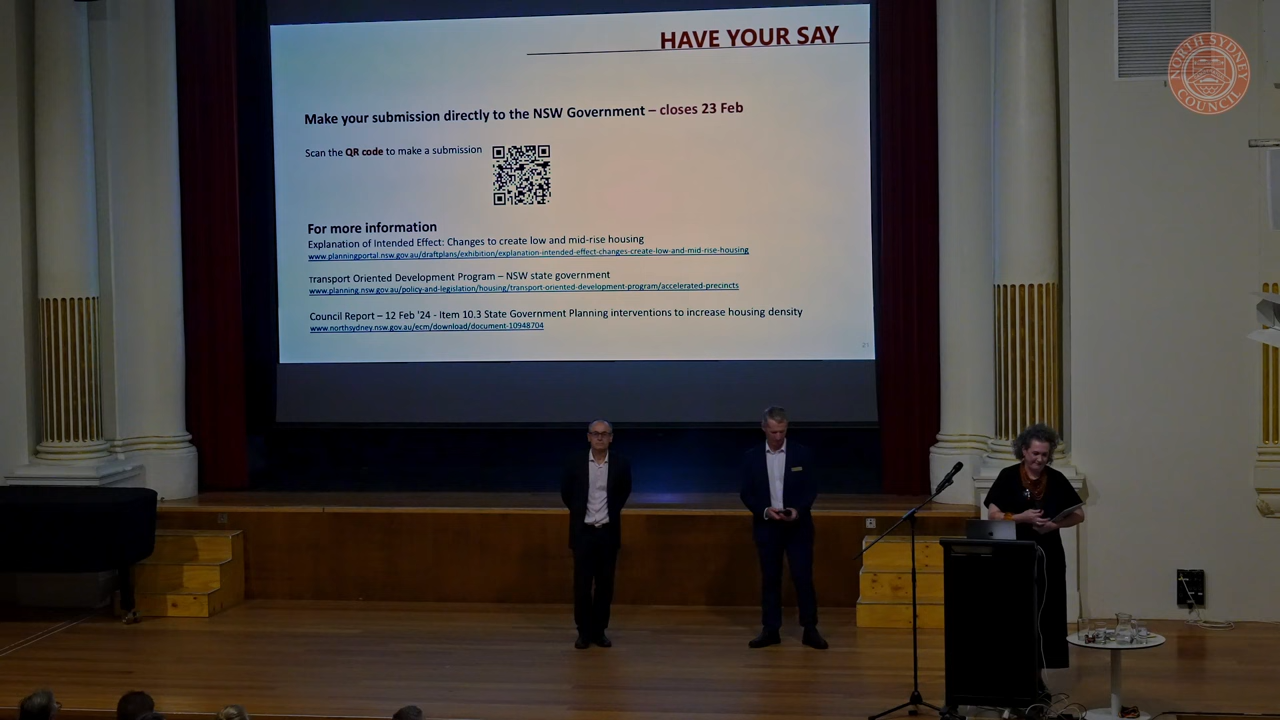 HAVE YOUR SAY
NORTH SYDNEY COUNCIL
Make your submission directly to the NSW Government – closes 23 Feb
Scan the QR code to make a submission
For more information
Explanation of Intended Effect: Changes to create low and mid-rise housing
www.planningportal.nsw.gov.au/draftplans/exhibition/explanation-intended-effect-changes-create-low-and-mid-rise-housing
Transport Oriented Development Program – NSW state government
www.planning.nsw.gov.au/policy-and-legislation/housing/transport-oriented-development-program/accelerated-precincts
Council Report – 12 Feb '24 - Item 10.3 State Government Planning interventions to increase housing density
www.northsydney.nsw.gov.au/ecm/download/document-10948704